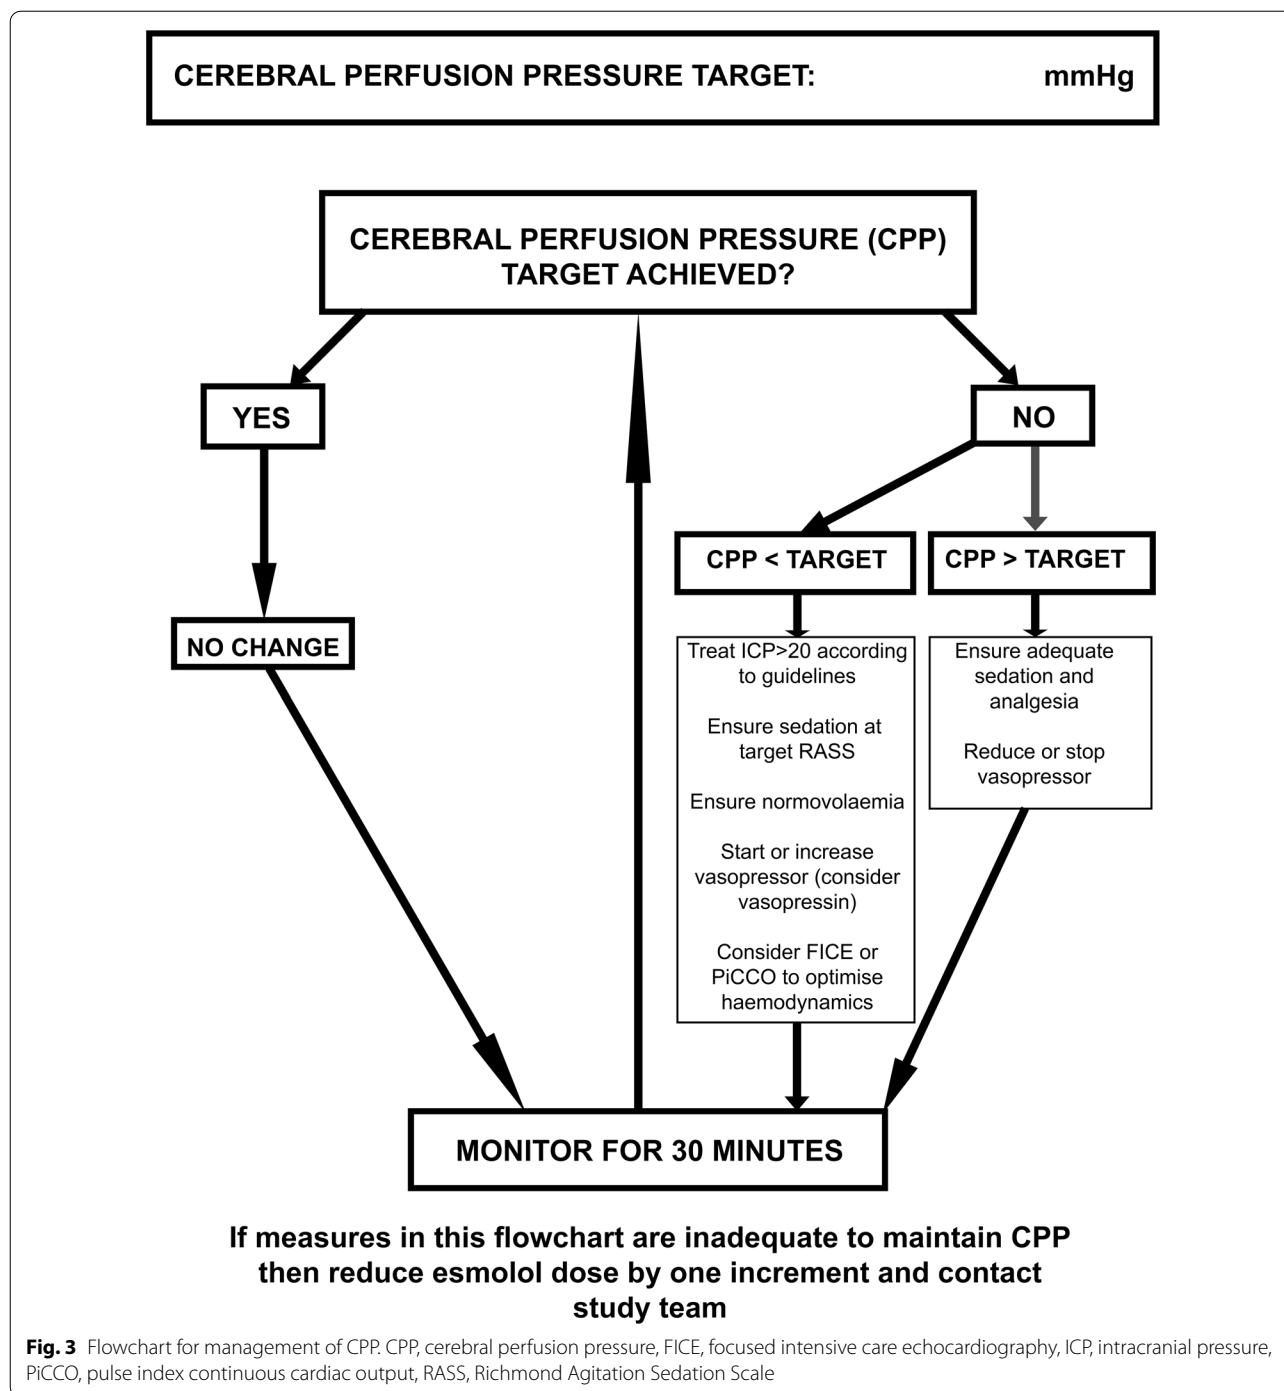 CEREBRAL PERFUSION PRESSURE TARGET: mmHg
CEREBRAL PERFUSION PRESSURE (CPP)
TARGET ACHIEVED?
YES
NO
NO CHANGE
CPP < TARGET
Treat ICP>20 according
to guidelines
Ensure sedation at
target RASS
Ensure normovolaemia
Start or increase
vasopressor (consider
vasopressin)
Consider FICE or
PiCCO to optimise
haemodynamics
CPP > TARGET
Ensure adequate
sedation and
analgesia
Reduce or stop
vasopressor
MONITOR FOR 30 MINUTES
If measures in this flowchart are inadequate to maintain CPP
then reduce esmolol dose by one increment and contact
study team
Fig. 3 Flowchart for management of CPP. CPP, cerebral perfusion pressure, FICE, focused intensive care echocardiography, ICP, intracranial pressure,
PiCCO, pulse index continuous cardiac output, RASS, Richmond Agitation Sedation Scale